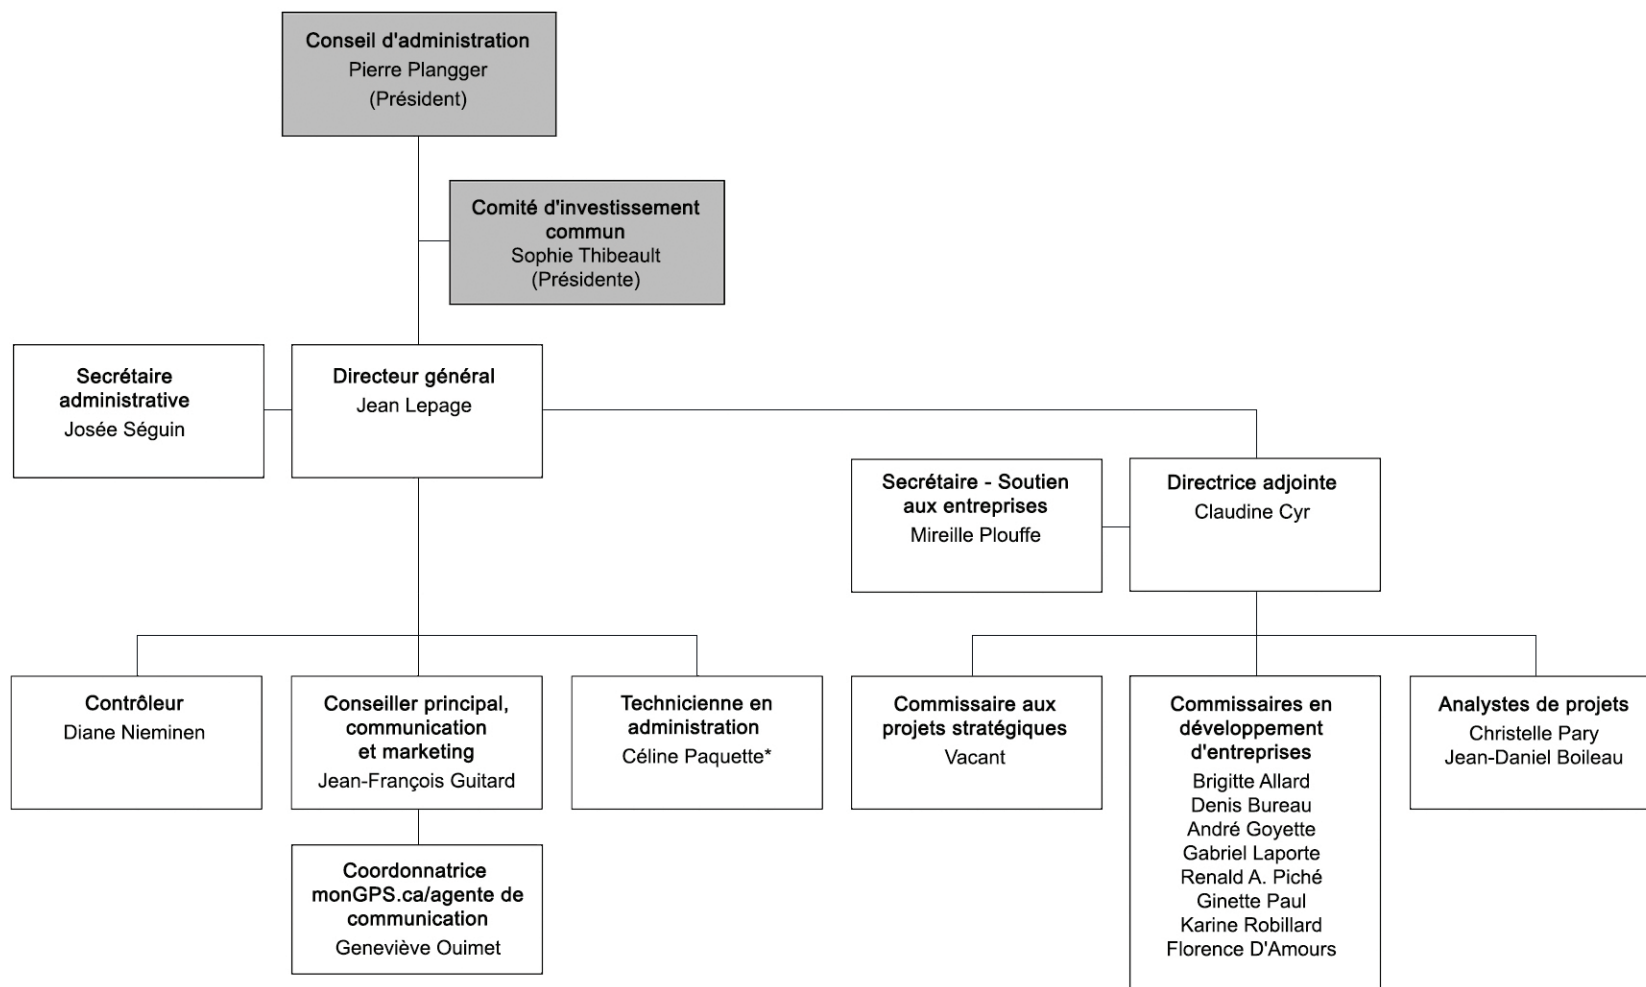 Conseil d'administration
Pierre Plangger
(Président)
Comité d'investissement
commun
Sophie Thibeault
(Présidente)
Secrétaire
administrative
Josée Séguin
Directeur général
Jean Lepage
Secrétaire - Soutien
aux entreprises
Mireille Plouffe
Directrice adjointe
Claudine Cyr
Contrôleur
Diane Nieminen
Conseiller principal,
communication
et marketing
Jean-François Guitard
Technicienne en
administration
Céline Paquette*
Commissaire aux
projets stratégiques
Vacant
Commissaires en
développement
d'entreprises
Brigitte Allard
Denis Bureau
André Goyette
Gabriel Laporte
Renald A. Piché
Ginette Paul
Karine Robillard
Florence D'Amours
Analystes de projets
Christelle Pary
Jean-Daniel Boileau
Coordonnatrice
monGPS.ca/agente de
communication
Geneviève Ouimet